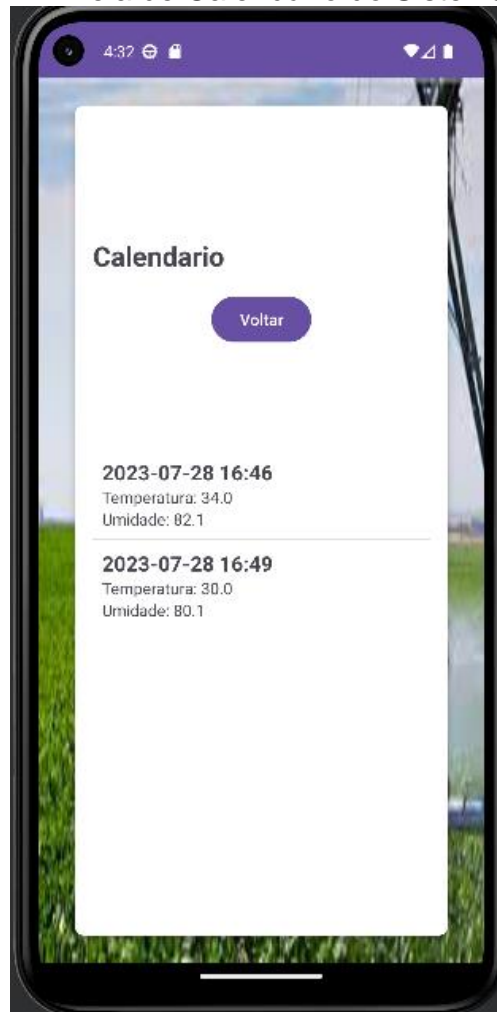 4:32
Calendario
Voltar
2023-07-28 16:46
Temperatura: 34.0
Umidade: 82.1
2023-07-28 16:49
Temperatura: 30.0
Umidade: 80.1